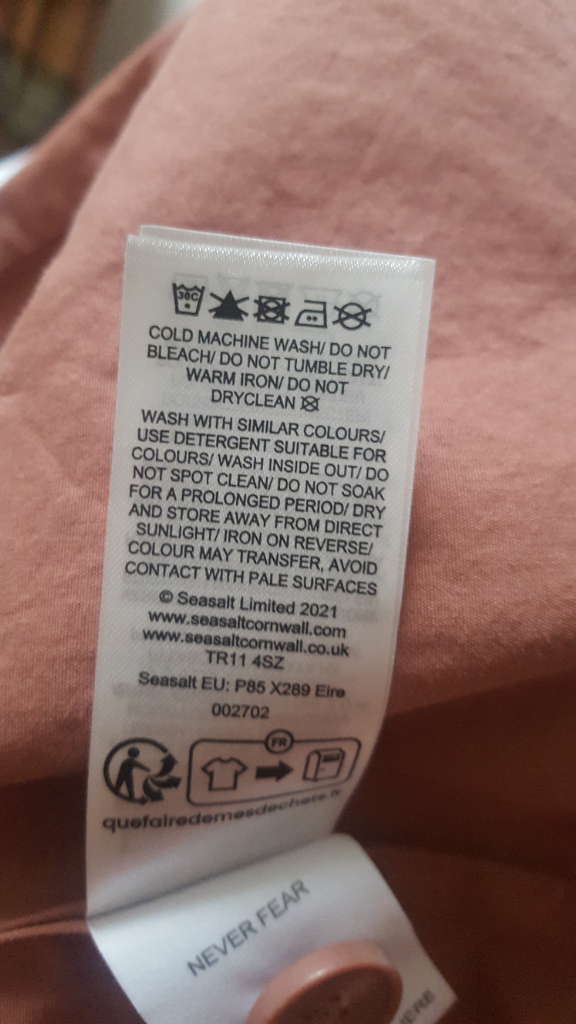 30C
COLD MACHINE WASH/ DO NOT
BLEACH/ DO NOT TUMBLE DRY/
WARM IRON/ DO NOT
DRYCLEAN
WASH WITH SIMILAR COLOURS/
USE DETERGENT SUITABLE FOR
COLOURS/ WASH INSIDE OUT/ DO
NOT SPOT CLEAN/ DO NOT SOAK
FOR A PROLONGED PERIOD/ DRY
AND STORE AWAY FROM DIRECT
SUNLIGHT/ IRON ON REVERSE/
COLOUR MAY TRANSFER, AVOID
CONTACT WITH PALE SURFACES
© Seasalt Limited 2021
www.seasaltcornwall.com
www.seasaltcornwall.co.uk
TR11 4SZ
Seasalt EU: P85 X289 Eire
002702
FR
quefairedemesdechets.fr
NEVER FEAR